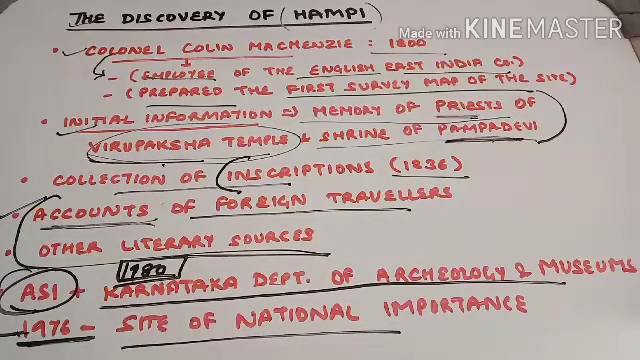 THE DISCOVERY OF (HAMPI)
Made with KINEMASTER
COLONEL COLIN MACKENZIE : 1800
- (EMPLOYEE OF THE ENGLISH EAST INDIA CO.)
- (PREPARED THE FIRST SURVEY MAP OF THE SITE)
INITIAL INFORMATION ⇒ MEMORY OF PRIESTS OF
VIRUPAKSHA TEMPLE & SHRINE OF PAMPADEVI
• COLLECTION OF INSCRIPTIONS (1836)
• ACCOUNTS OF FOREIGN TRAVELLERS
• OTHER LITERARY SOURCES
1980
ASI + KARNATAKA DEPT. OF ARCHEOLOGY & MUSEUMS
1976 - SITE OF NATIONAL IMPORTANCE